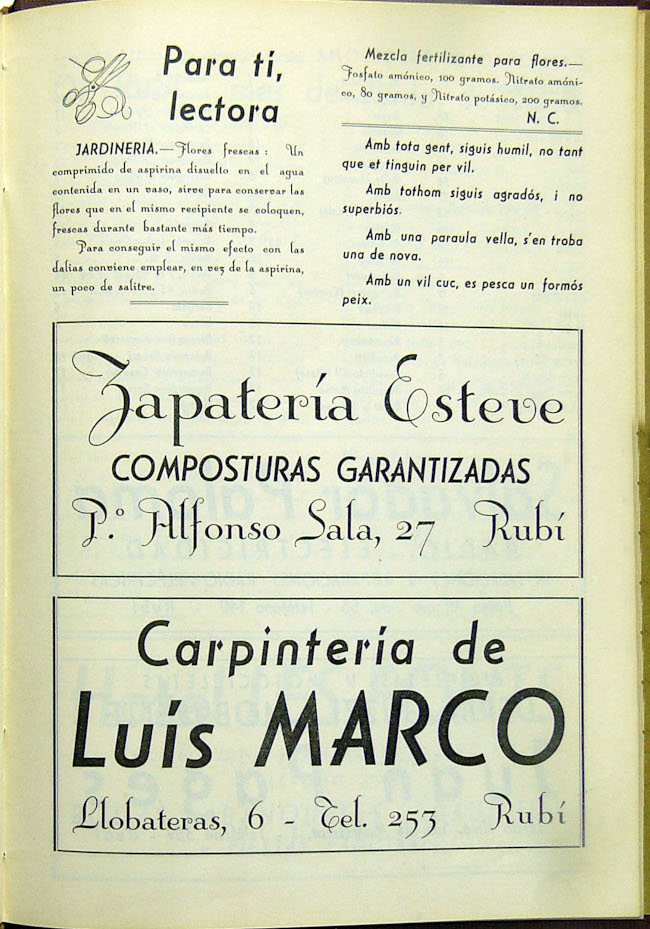 Para tí,
lectora
JARDINERIA.—Flores frescas: Un
comprimido de aspirina disuelto en el agua
contenida en un vaso, sirve para conservar las
flores que en el mismo recipiente se coloquen,
frescas durante bastante más tiempo.
Para conseguir el mismo efecto con las
dalias conviene emplear, en vez de la aspirina,
un poco de salitre.
Mezcla fertilizante para flores.—
Fosfato amónico, 100 gramos. Nitrato amóni-
co, 80 gramos, y Nitrato potásico, 200 gramos.
N. C.
Amb tota gent, siguis humil, no tant
que et tinguin per vil.
Amb tothom siguis agradós, i no
superbiós.
Amb una paraula vella, s'en troba
una de nova.
Amb un vil cuc, es pesca un formós
peix.
Zapatería Esteve
COMPOSTURAS GARANTIZADAS
P.º Alfonso Sala, 27 Rubí
Carpintería de
Luís MARCO
Llobateras, 6 - Tel. 253 Rubí